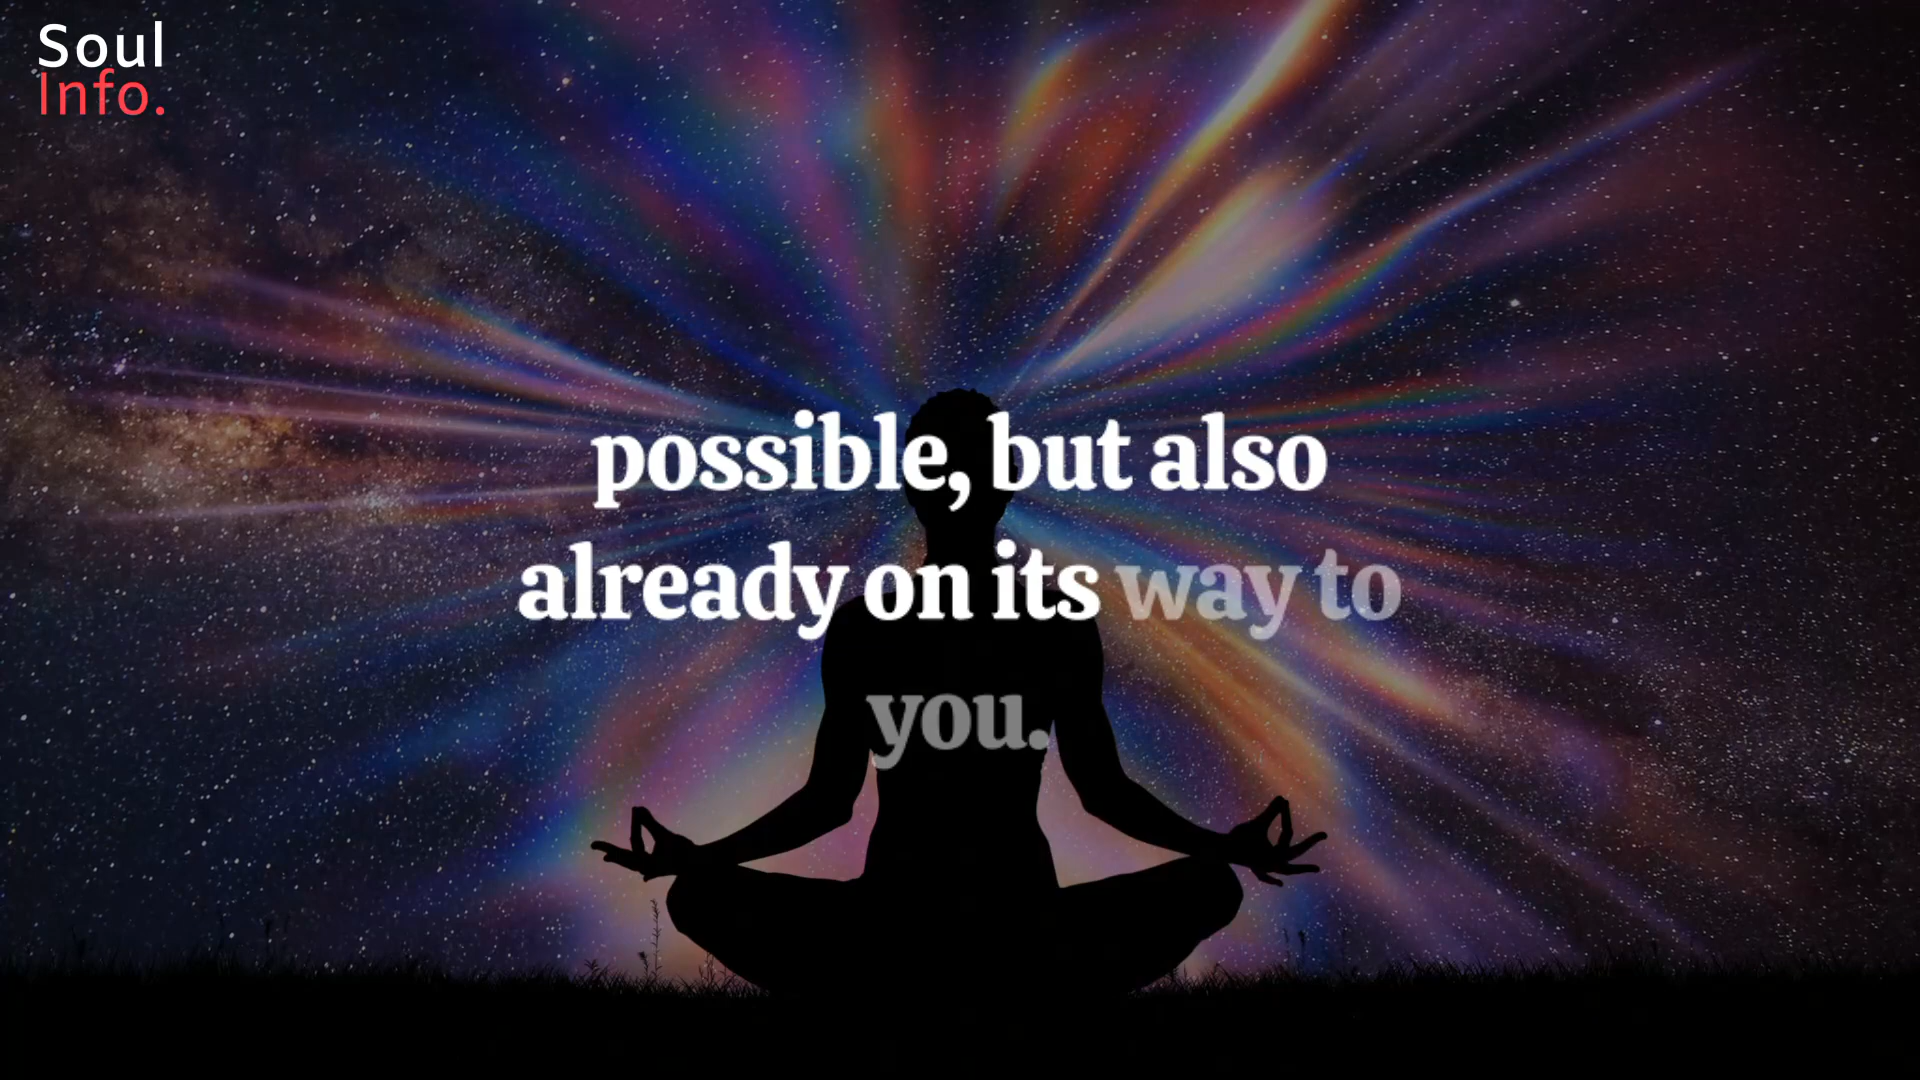 Soul
Info.
possible, but also
already on its way to
you.